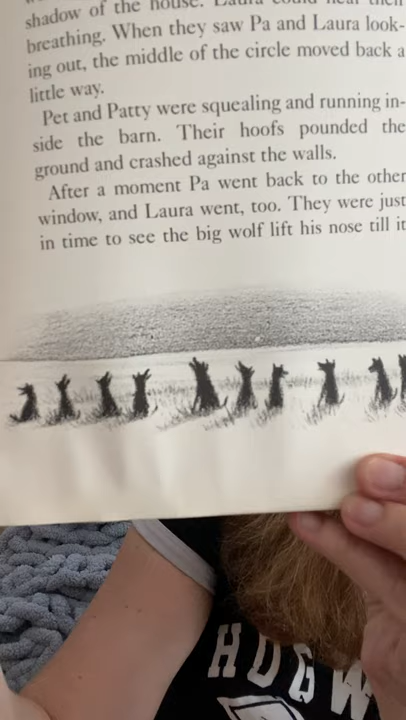 shadow of the house. Laura could hear their
breathing. When they saw Pa and Laura look-
ing out, the middle of the circle moved back a
little way.
Pet and Patty were squealing and running in-
side the barn. Their hoofs pounded the
ground and crashed against the walls.
After a moment Pa went back to the other
window, and Laura went, too. They were just
in time to see the big wolf lift his nose till it
HOGW